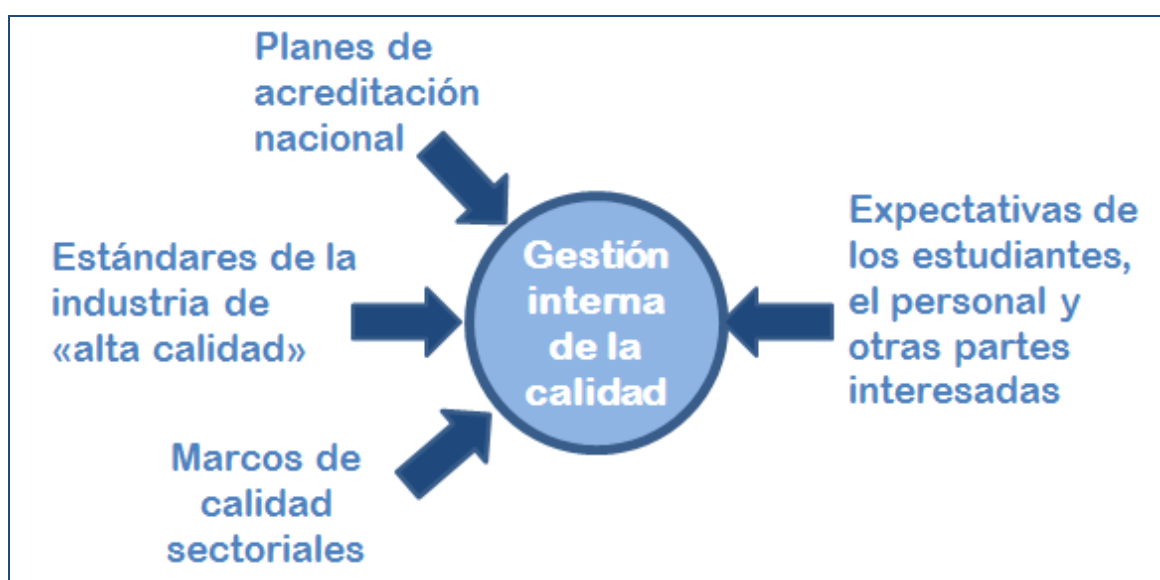 Planes de
acreditación
nacional
Estándares de la
industria de
«alta calidad»
Marcos de
calidad
sectoriales
Gestión
interna
de la
calidad
Expectativas de
los estudiantes,
el personal y
otras partes
interesadas